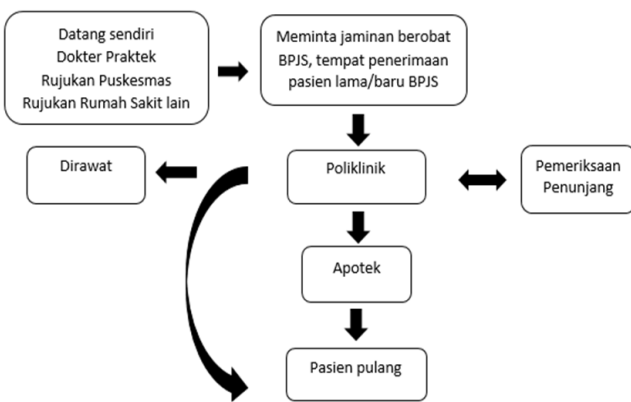 Datang sendiri
Dokter Praktek
Rujukan Puskesmas
Rujukan Rumah Sakit lain
Meminta jaminan berobat
BPJS, tempat penerimaan
pasien lama/baru BPJS
Dirawat
Poliklinik
Pemeriksaan
Penunjang
Apotek
Pasien pulang